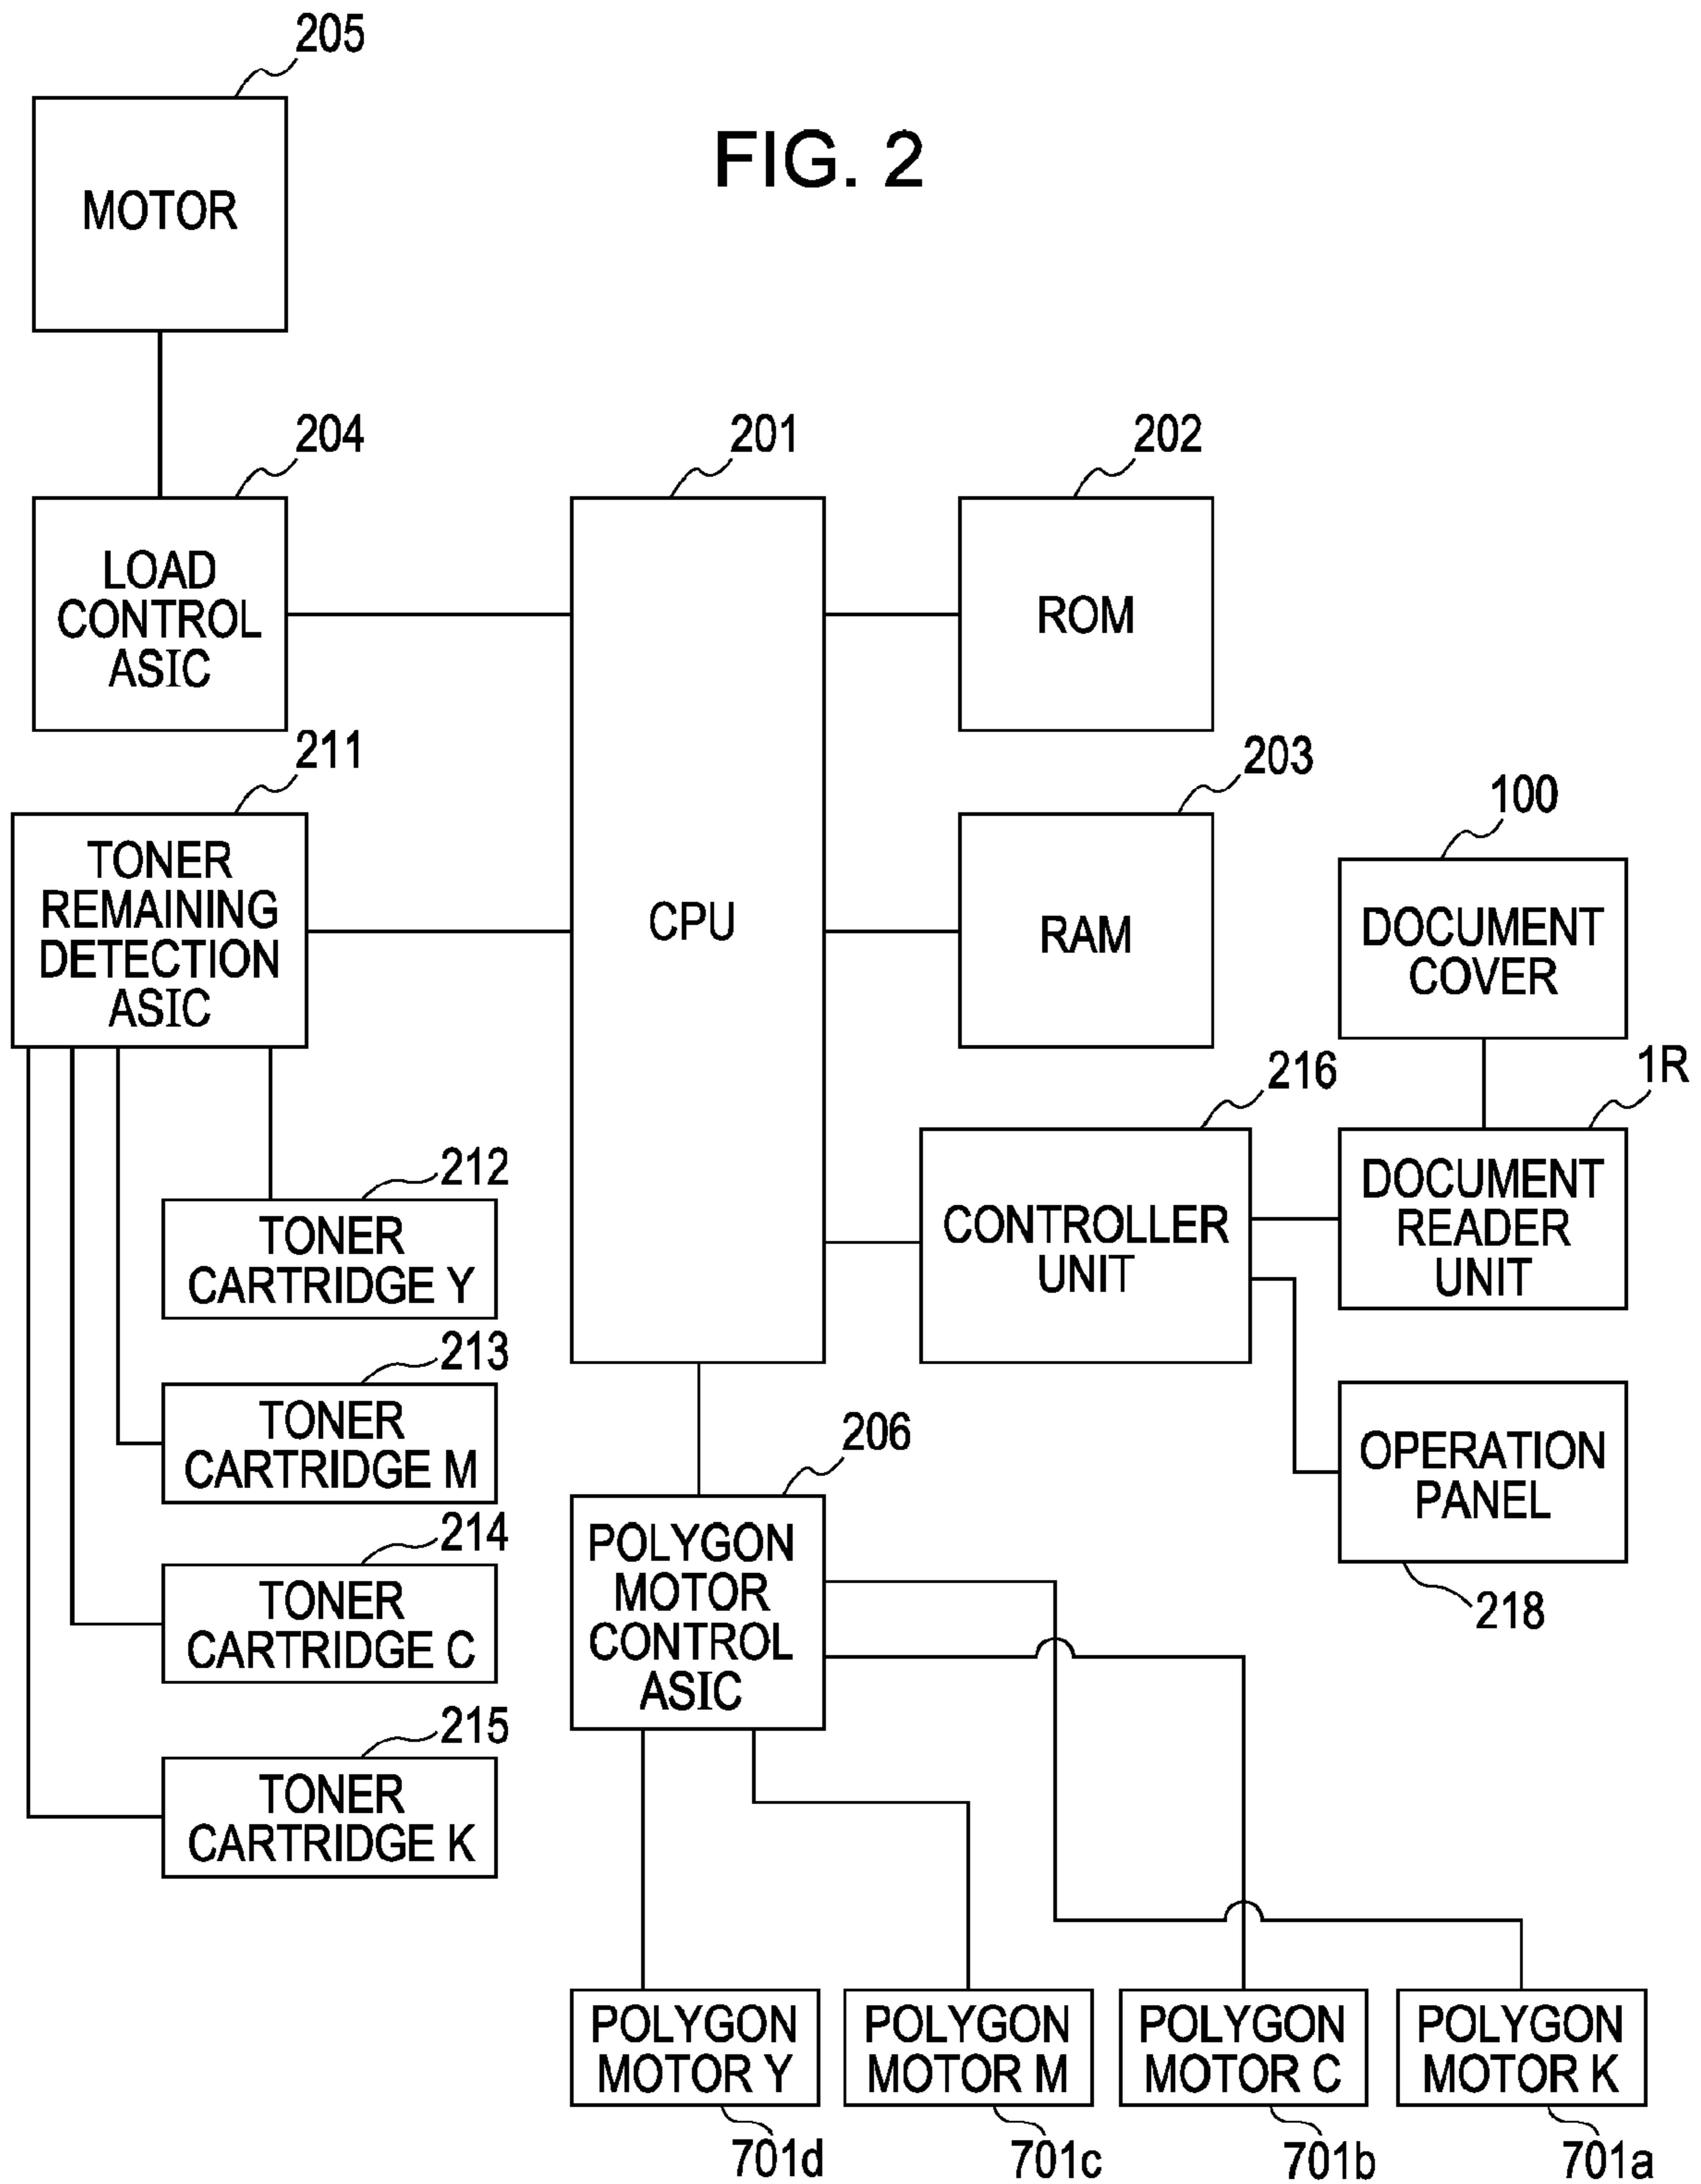 205
FIG. 2
MOTOR
204
201
202
LOAD
CONTROL
ASIC
ROM
211
203
100
TONER
REMAINING
DETECTION
ASIC
CPU
RAM
DOCUMENT
COVER
216
1R
212
TONER
CARTRIDGE Y
CONTROLLER
UNIT
DOCUMENT
READER
UNIT
213
TONER
CARTRIDGE M
206
OPERATION
PANEL
218
214
TONER
CARTRIDGE C
POLYGON
MOTOR
CONTROL
ASIC
215
TONER
CARTRIDGE K
POLYGON
MOTOR Y
POLYGON
MOTOR M
POLYGON
MOTOR C
POLYGON
MOTOR K
701d
701c
701b
701a